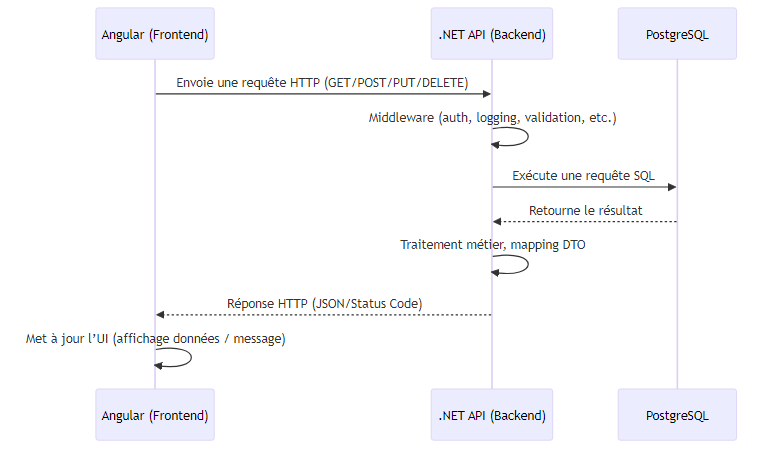 Angular (Frontend)
.NET API (Backend)
PostgreSQL
Envoie une requête HTTP (GET/POST/PUT/DELETE)
Middleware (auth, logging, validation, etc.)
Exécute une requête SQL
Retourne le résultat
Traitement métier, mapping DTO
Réponse HTTP (JSON/Status Code)
Met à jour l’UI (affichage données / message)
Angular (Frontend)
.NET API (Backend)
PostgreSQL